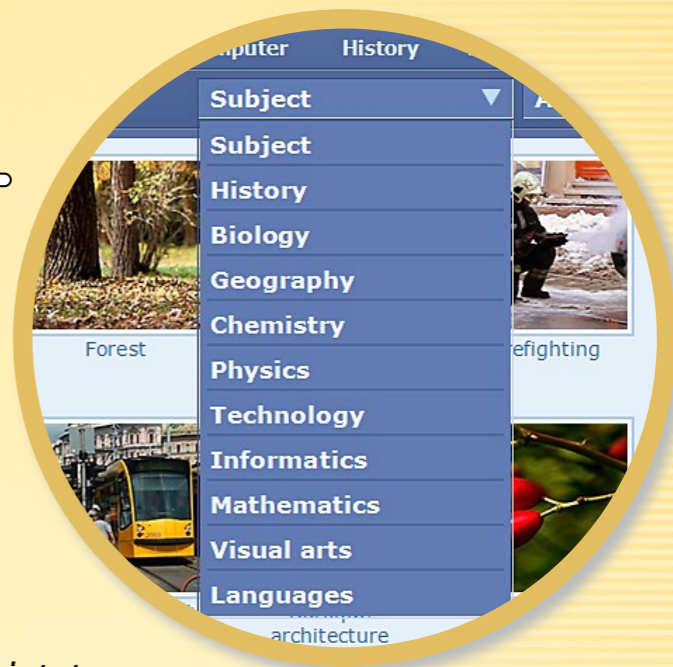 History
Subject
Subject
History
Biology
Geography
Chemistry
Physics
Technology
Informatics
Mathematics
Visual arts
Languages
Forest
architecture